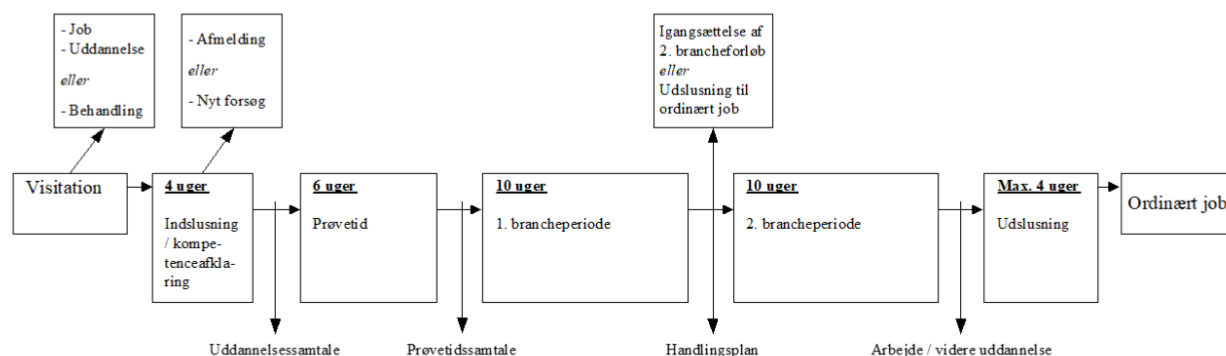 - Job
- Uddannelse
eller
- Behandling
- Afmelding
eller
- Nyt forsøg
Igangsættelse af
2. brancheforløb
eller
Udslusning til
ordinært job
Visitation
4 uger
Indslusning
/ kompe-
tenceafkla-
ring
6 uger
Prøvetid
10 uger
1. brancheperiode
10 uger
2. brancheperiode
Max. 4 uger
Udslusning
Ordinært job
Uddannelsessamtale
Prøvetidssamtale
Handlingsplan
Arbejde / videre uddannelse